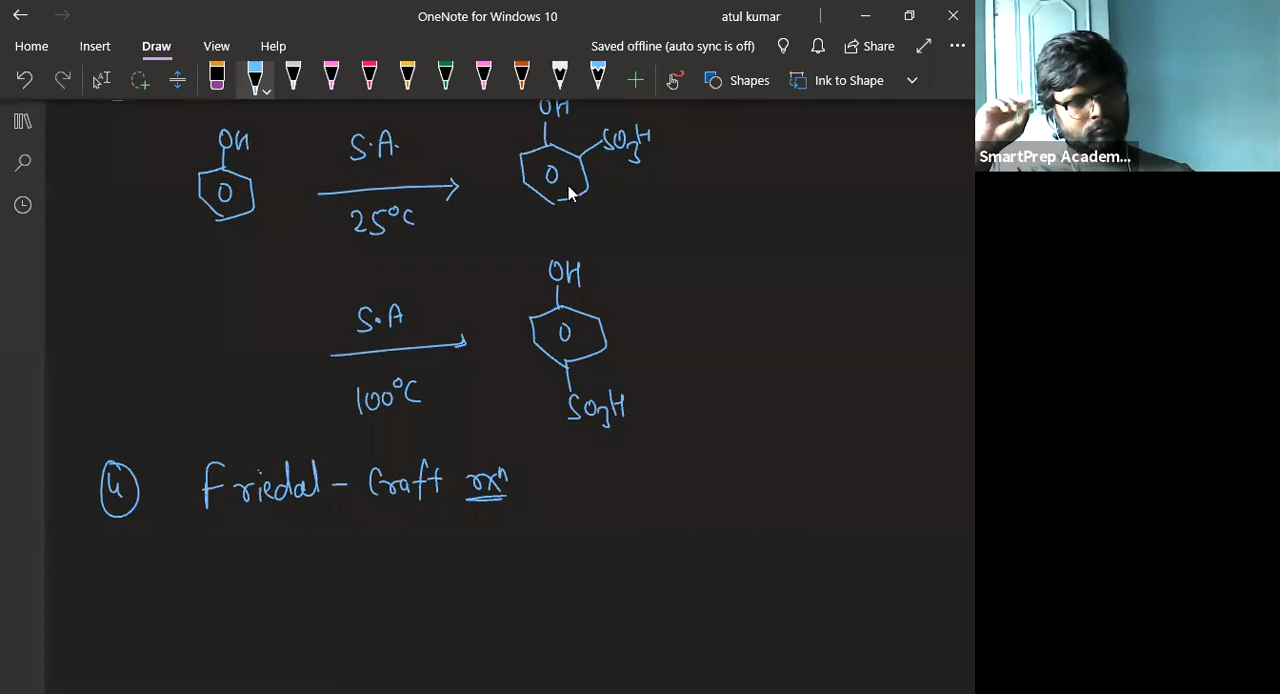 OneNote for Windows 10
atul kumar
Home Insert Draw View Help
Saved offline (auto sync is off)
Share
Shapes
Ink to Shape
SmartPrep Academ...
OH
OH
SO3H
S.A.
25°C
OH
S.A
100°C
SO3H
4 Friedal - Craft rxn